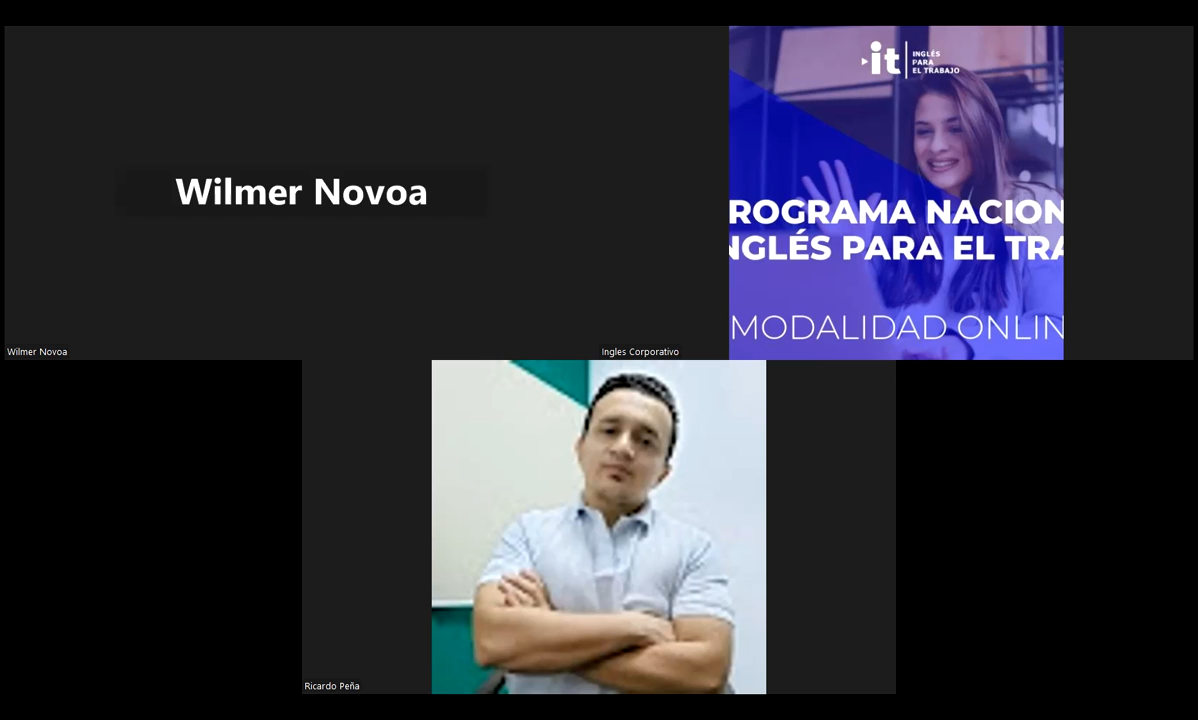 Wilmer Novoa
Wilmer Novoa
it
INGLÉS
PARA
EL TRABAJO
ROGRAMA NACION
NGLÉS PARA EL TRA
MODALIDAD ONLIN
Ingles Corporativo
Ricardo Peña